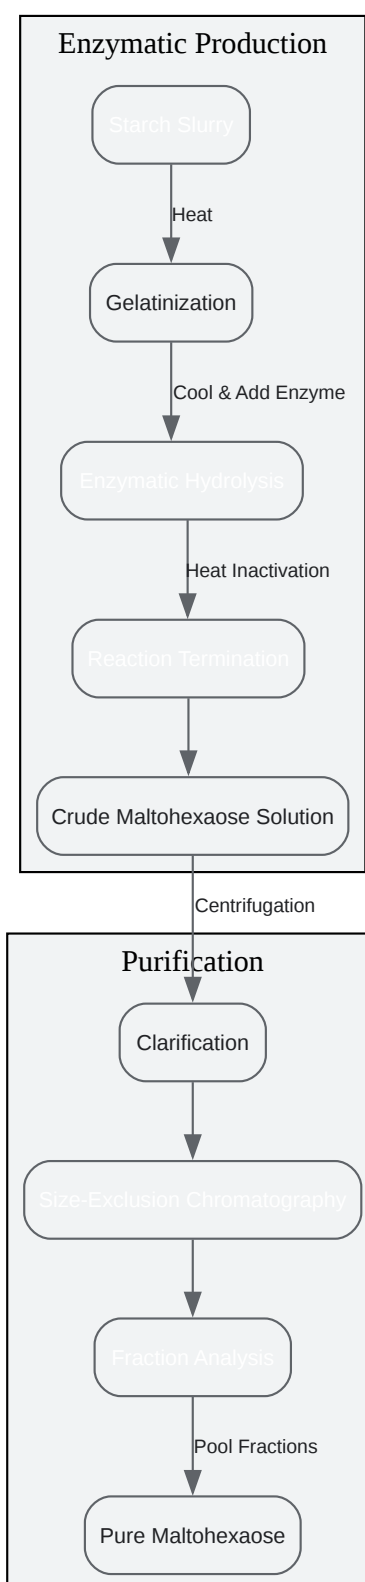 Enzymatic Production
Starch Slurry
Heat
Gelatinization
Cool & Add Enzyme
Enzymatic Hydrolysis
Heat Inactivation
Reaction Termination
Crude Maltohexaose Solution
Centrifugation
Purification
Clarification
Size-Exclusion Chromatography
Fraction Analysis
Pool Fractions
Pure Maltohexaose